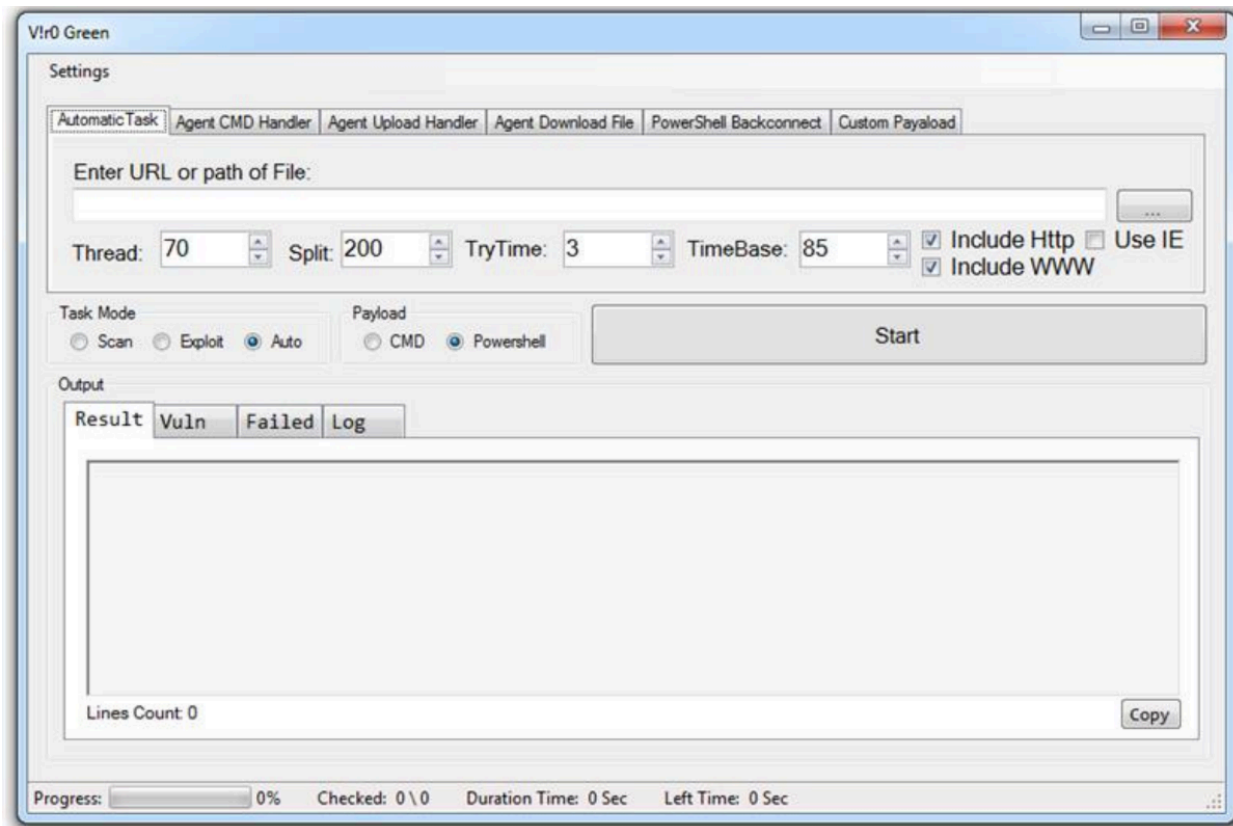 V!r0 Green
Settings
AutomaticTask Agent CMD Handler Agent Upload Handler Agent Download File PowerShell Backconnect Custom Payaload
Enter URL or path of File:
...
Thread: 70 Split: 200 TryTime: 3 TimeBase: 85 Include Http Use IE
Include WWW
Task Mode Payload
Scan Exploit Auto CMD Powershell Start
Output
Result Vuln Failed Log
Lines Count: 0 Copy
Progress: 0% Checked: 0 \ 0 Duration Time: 0 Sec Left Time: 0 Sec